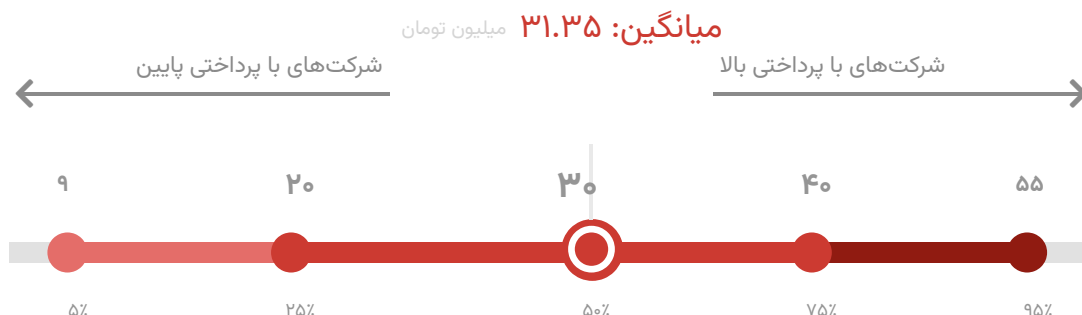 میانگین: ۳۱.۳۵ میلیون تومان
شرکت‌های با پرداختی بالا
شرکت‌های با پرداختی پایین
۹ ۲۰ ۳۰ ۴۰ ۵۵
۵٪ ۲۵٪ ۵۰٪ ۷۵٪ ۹۵٪